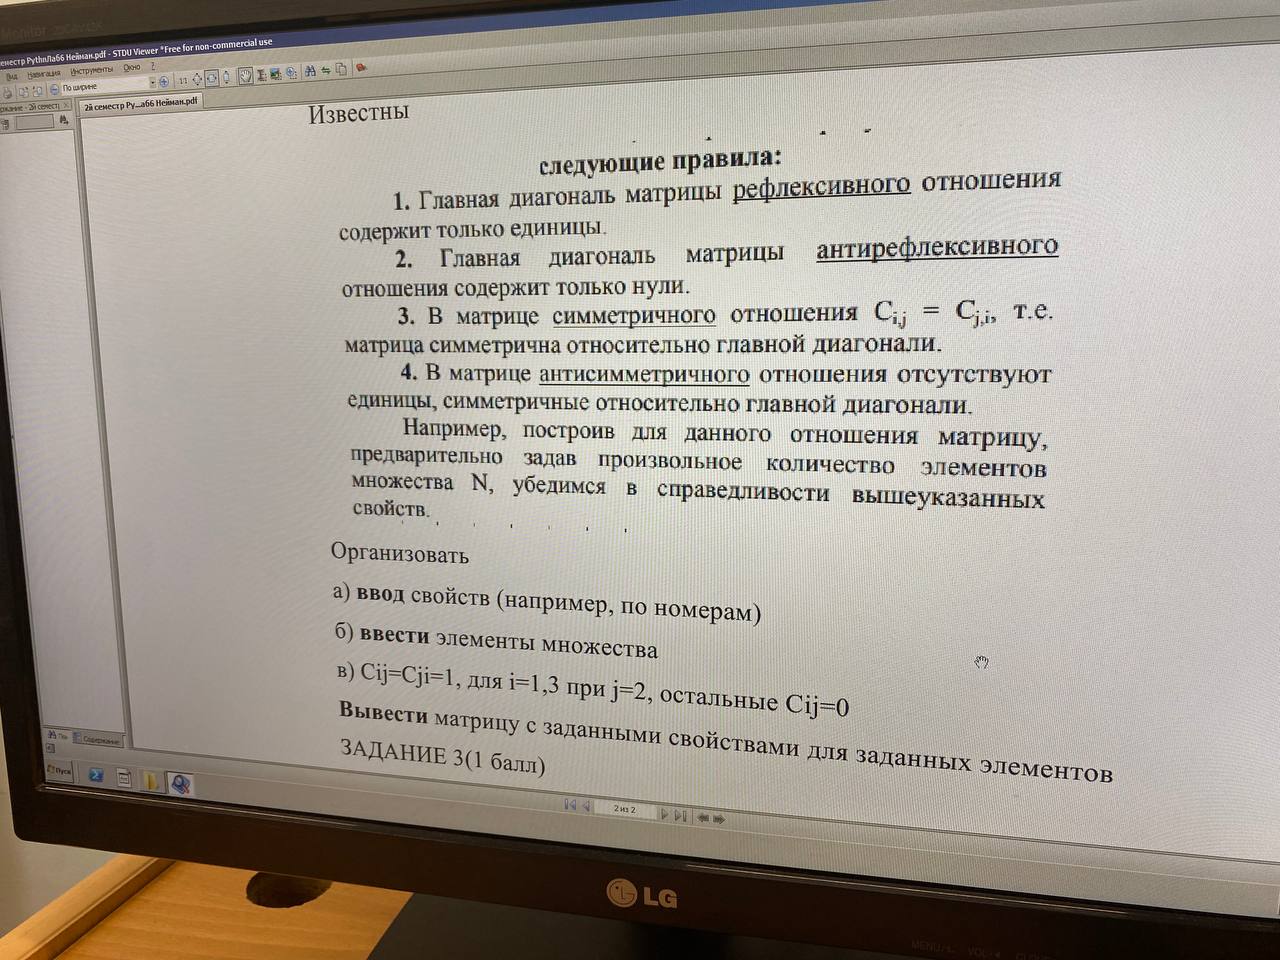 еместр PythnЛаб6 Нейман.pdf - STDU Viewer *Free for non-commercial use
Вид Навигация Инструменты Окно ?
По ширине 1:1
2й семестр Py...аб6 Нейман.pdf
Известны
следующие правила:
1. Главная диагональ матрицы рефлексивного отношения
содержит только единицы.
2. Главная диагональ матрицы антирефлексивного
отношения содержит только нули.
3. В матрице симметричного отношения Ci,j = Cj,i, т.е.
матрица симметрична относительно главной диагонали.
4. В матрице антисимметричного отношения отсутствуют
единицы, симметричные относительно главной диагонали.
Например, построив для данного отношения матрицу,
предварительно задав произвольное количество элементов
множества N, убедимся в справедливости вышеуказанных
свойств.
Организовать
а) ввод свойств (например, по номерам)
б) ввести элементы множества
в) Cij=Cji=1, для i=1,3 при j=2, остальные Cij=0
Вывести матрицу с заданными свойствами для заданных элементов
ЗАДАНИЕ 3(1 балл)
Содержание
Пуск
2 из 2
LG